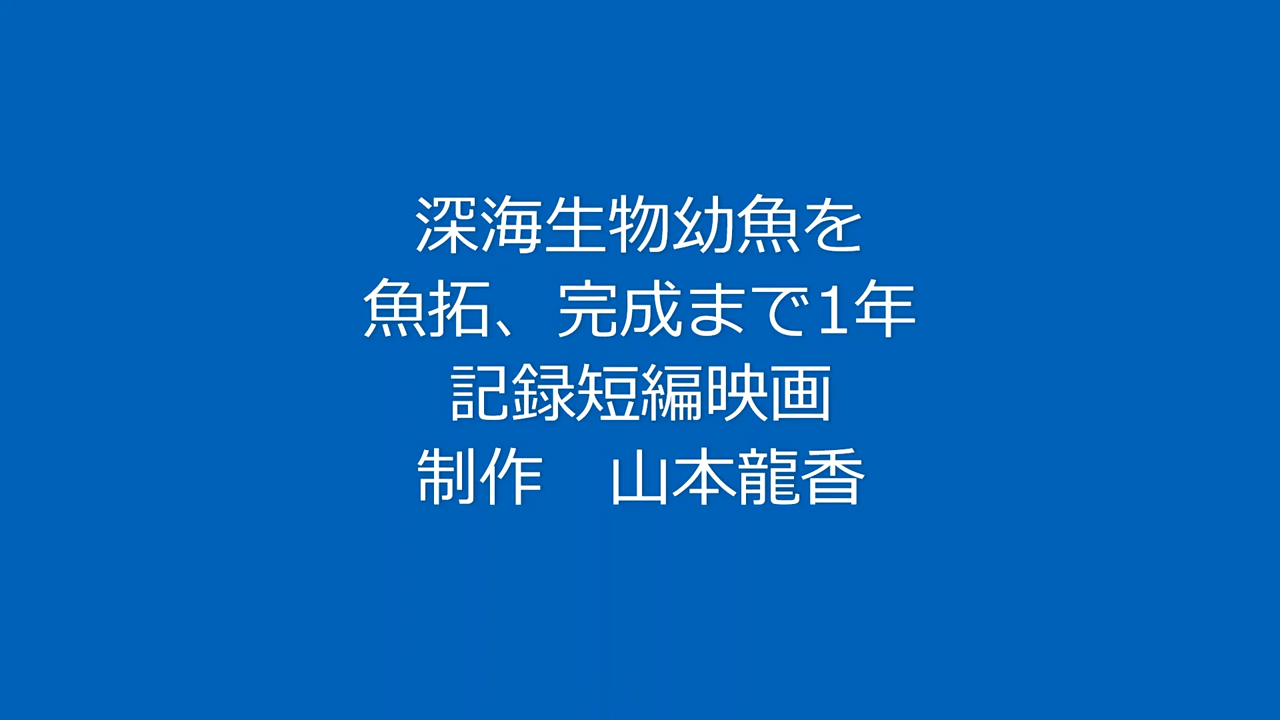 深海生物幼魚を
魚拓、完成まで1年
記録短編映画
制作　山本龍香